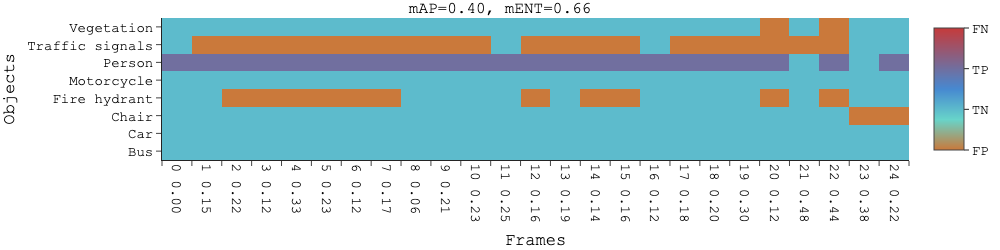 mAP=0.40, mENT=0.66
Objects
Vegetation
Traffic signals
Person
Motorcycle
Fire hydrant
Chair
Car
Bus
FN
TP
TN
FP
0 0.00
1 0.15
2 0.22
3 0.12
4 0.33
5 0.23
6 0.12
7 0.17
8 0.06
9 0.21
10 0.23
11 0.25
12 0.16
13 0.19
14 0.14
15 0.16
16 0.12
17 0.18
18 0.20
19 0.30
20 0.12
21 0.48
22 0.44
23 0.38
24 0.22
Frames